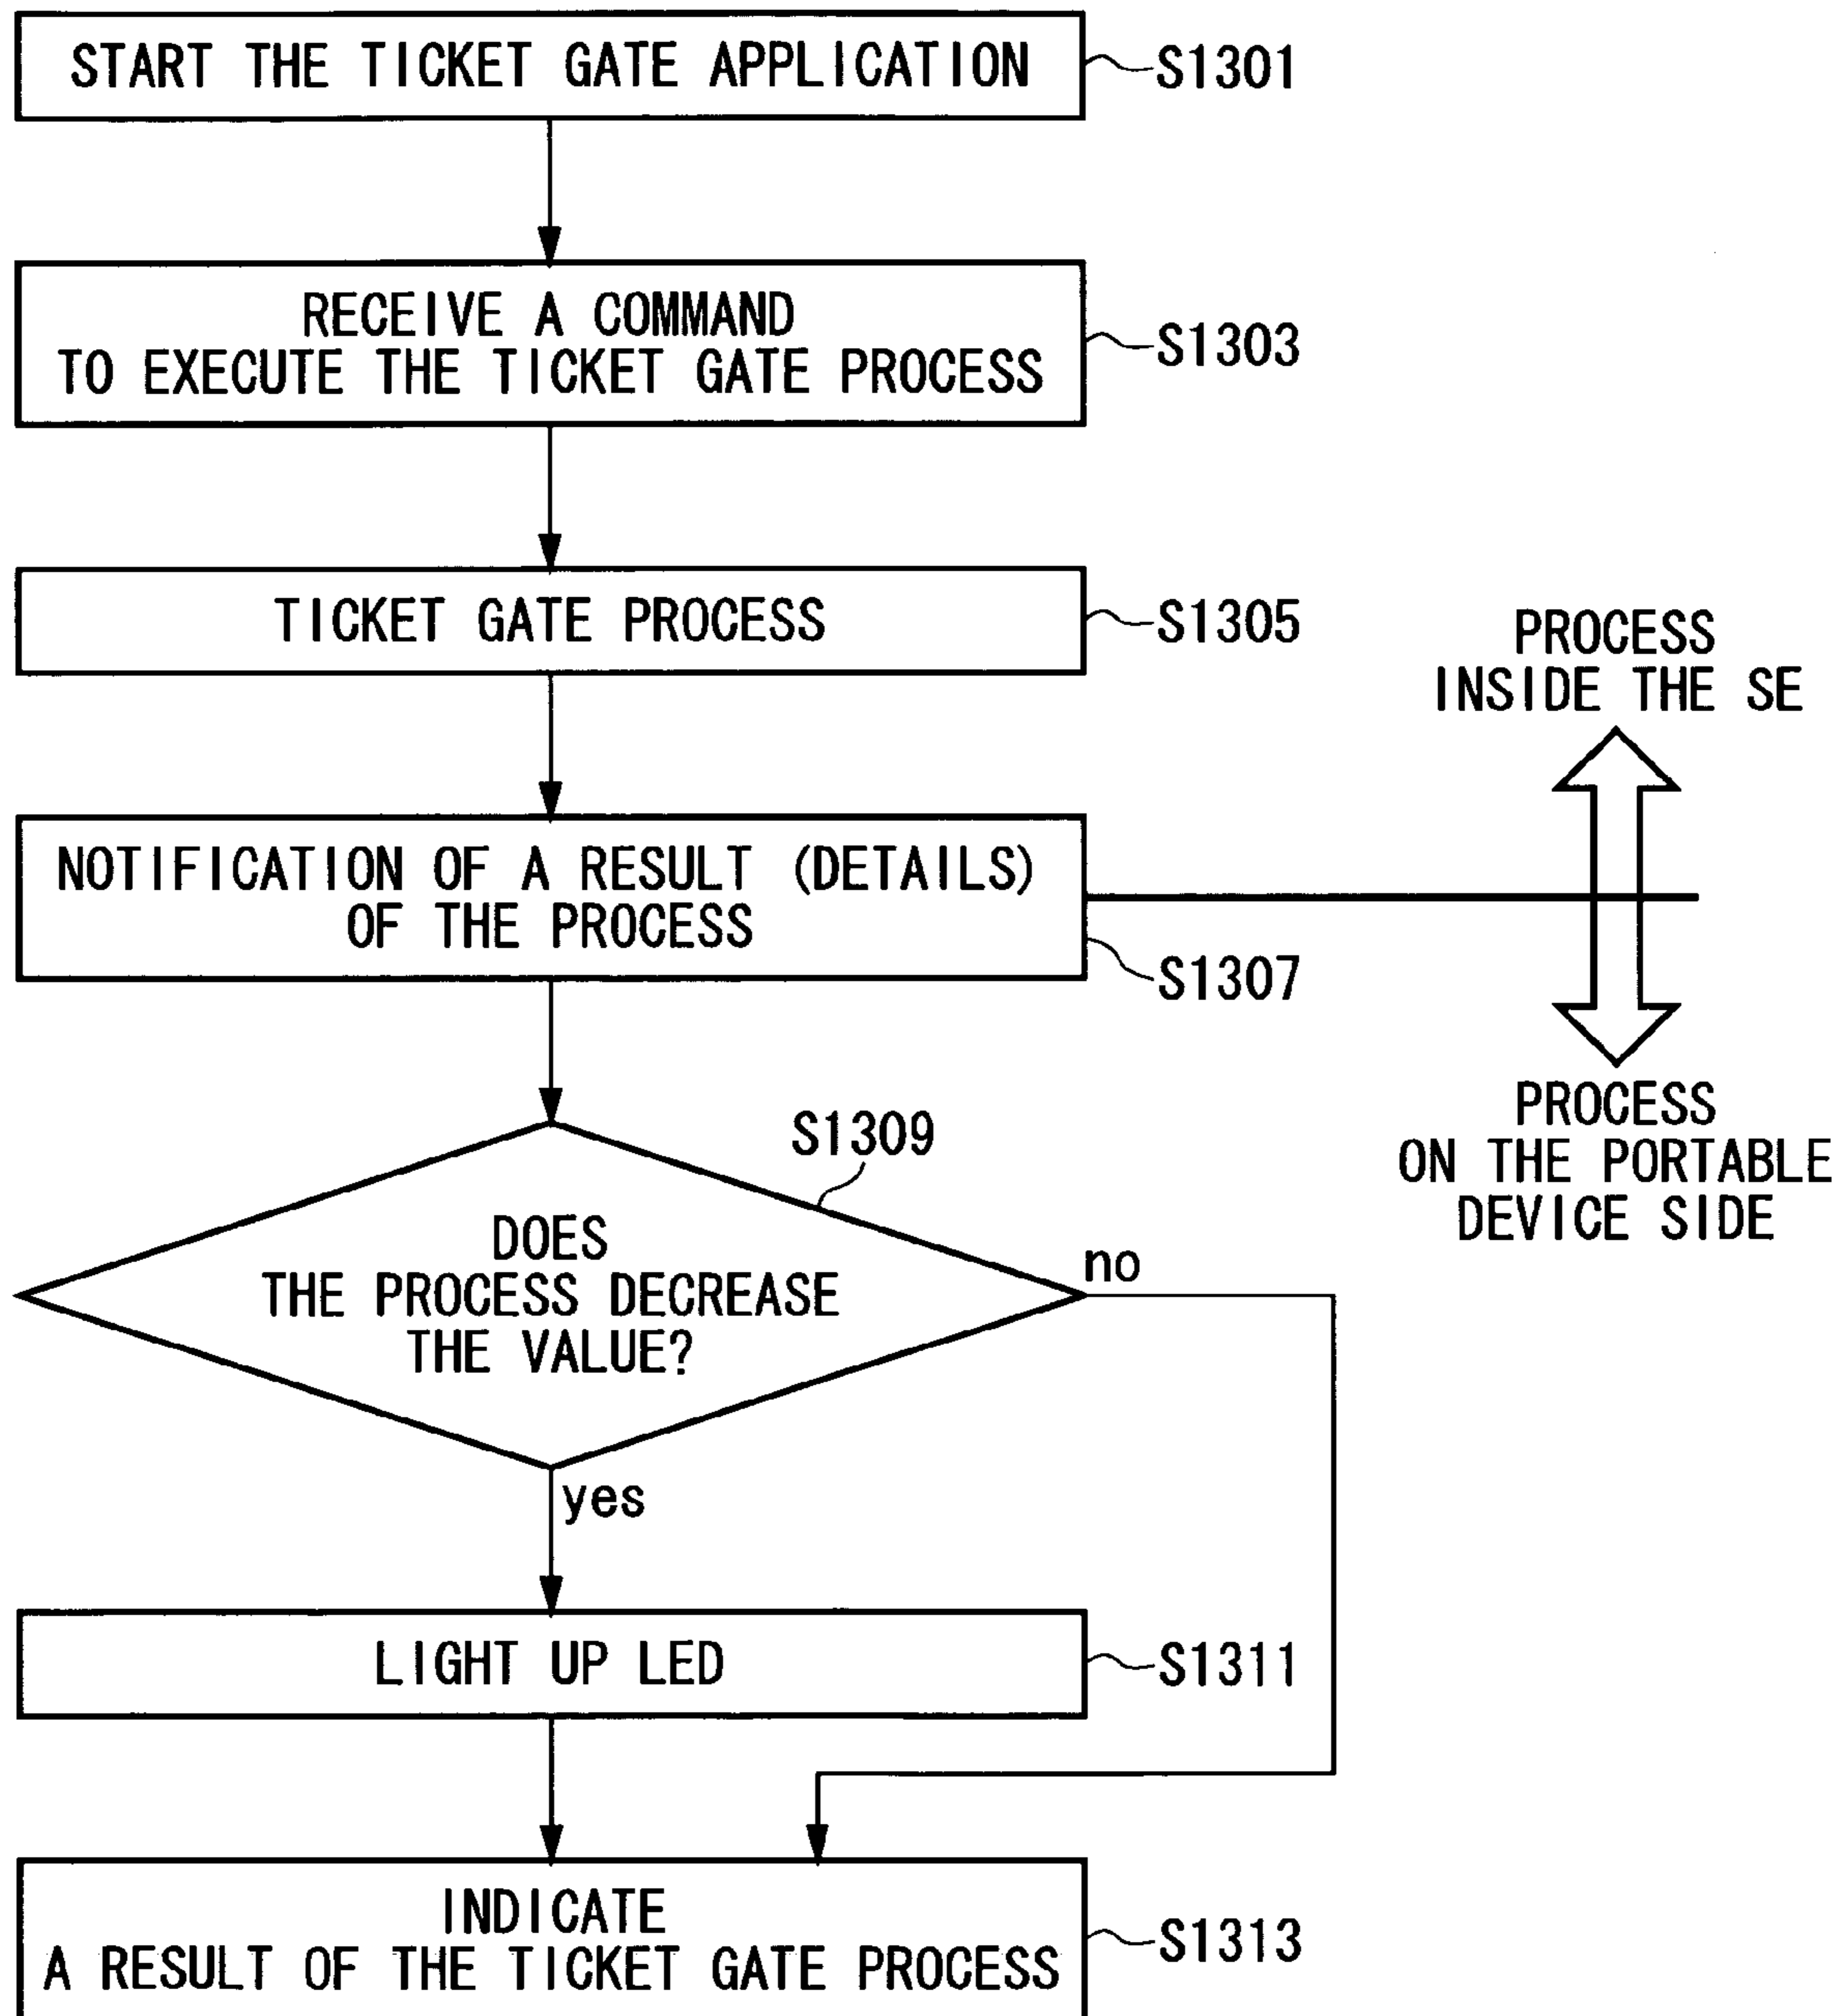 START THE TICKET GATE APPLICATION
S1301
RECEIVE A COMMAND
TO EXECUTE THE TICKET GATE PROCESS
S1303
TICKET GATE PROCESS
S1305
PROCESS
INSIDE THE SE
NOTIFICATION OF A RESULT (DETAILS)
OF THE PROCESS
S1307
PROCESS
ON THE PORTABLE
DEVICE SIDE
S1309
DOES
THE PROCESS DECREASE
THE VALUE?
no
yes
LIGHT UP LED
S1311
INDICATE
A RESULT OF THE TICKET GATE PROCESS
S1313